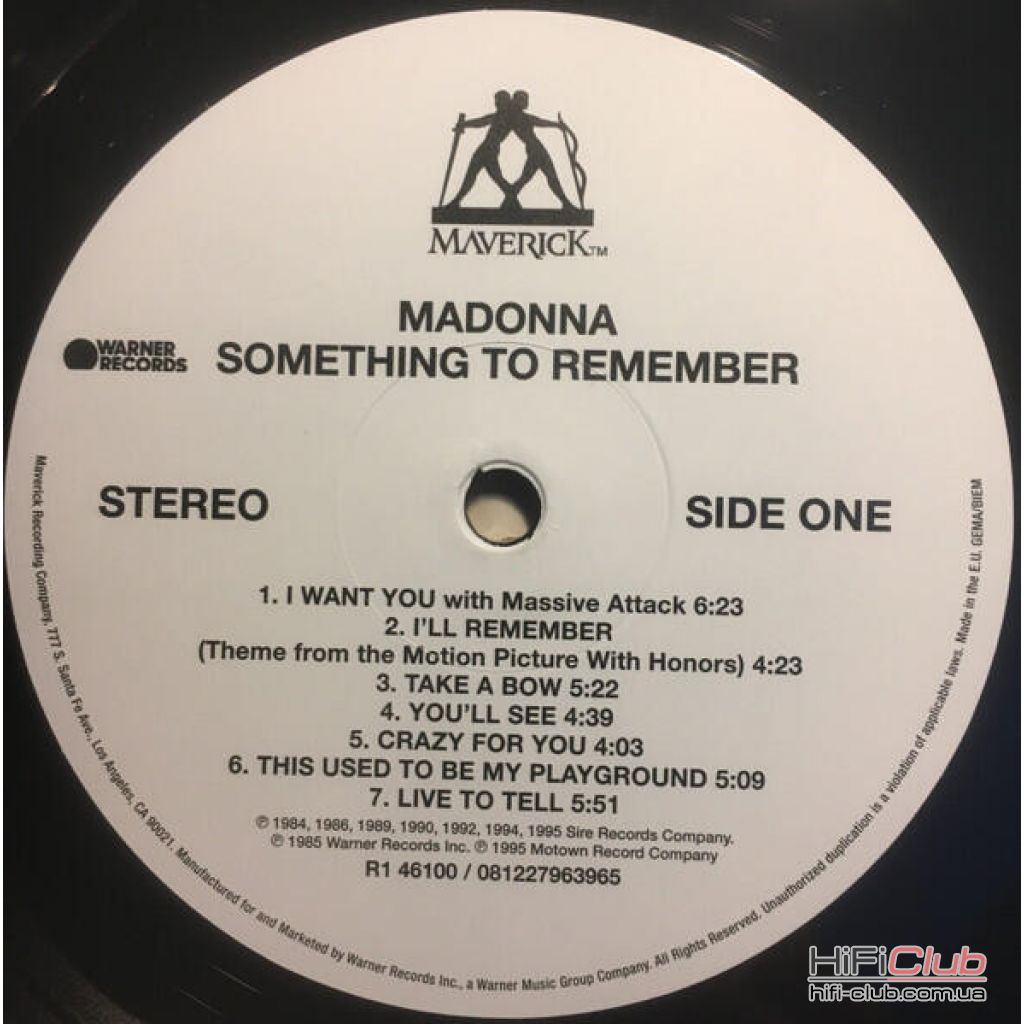 MAVERICK™
MADONNA
SOMETHING TO REMEMBER
WARNER
RECORDS
STEREO
SIDE ONE
1. I WANT YOU with Massive Attack 6:23
2. I'LL REMEMBER
(Theme from the Motion Picture With Honors) 4:23
3. TAKE A BOW 5:22
4. YOU'LL SEE 4:39
5. CRAZY FOR YOU 4:03
6. THIS USED TO BE MY PLAYGROUND 5:09
7. LIVE TO TELL 5:51
℗ 1984, 1986, 1989, 1990, 1992, 1994, 1995 Sire Records Company.
℗ 1985 Warner Records Inc. ℗ 1995 Motown Record Company
R1 46100 / 081227963965
Maverick Recording Company, 777 S. Santa Fe Ave., Los Angeles, CA 90021. Manufactured for and Marketed by Warner Records Inc., a Warner Music Group Company. All Rights Reserved. Unauthorized duplication is a violation of applicable laws. Made in the E.U. GEMA/BIEM
HiFiClub
hifi-club.com.ua